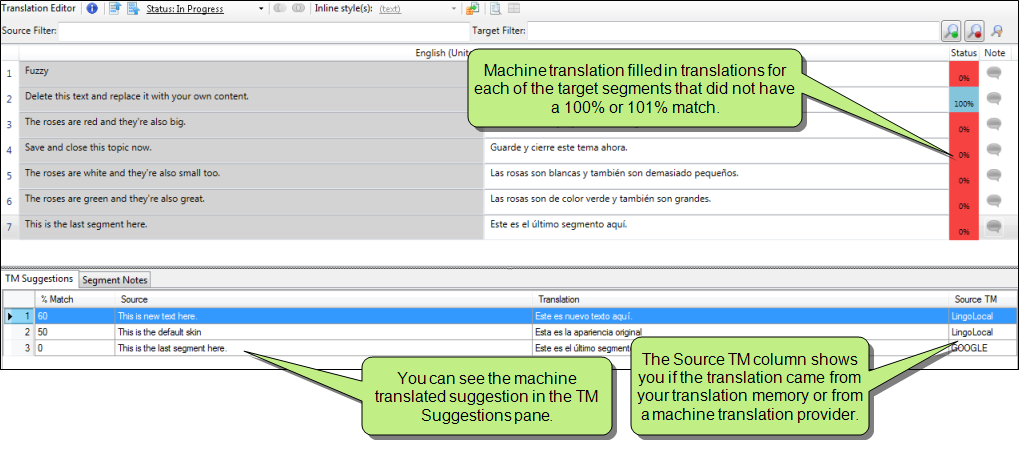 Translation Editor Status: In Progress Inline style(s): (text)
Source Filter: Target Filter:
English (Unite Status Note
Machine translation filled in translations for
each of the target segments that did not have
a 100% or 101% match.
1 Fuzzy 0%
2 Delete this text and replace it with your own content. 100%
3 The roses are red and they're also big. 0%
4 Save and close this topic now. Guarde y cierre este tema ahora. 0%
5 The roses are white and they're also small too. Las rosas son blancas y también son demasiado pequeños. 0%
6 The roses are green and they're also great. Las rosas son de color verde y también son grandes. 0%
7 This is the last segment here. Este es el último segmento aquí. 0%
TM Suggestions Segment Notes
% Match Source Translation Source TM
1 60 This is new text here. Este es nuevo texto aquí. LingoLocal
2 50 This is the default skin Esta es la apariencia original LingoLocal
3 0 This is the last segment here. Este es el último segment GOOGLE
You can see the machine
translated suggestion in the TM
Suggestions pane.
The Source TM column shows
you if the translation came from
your translation memory or from
a machine translation provider.